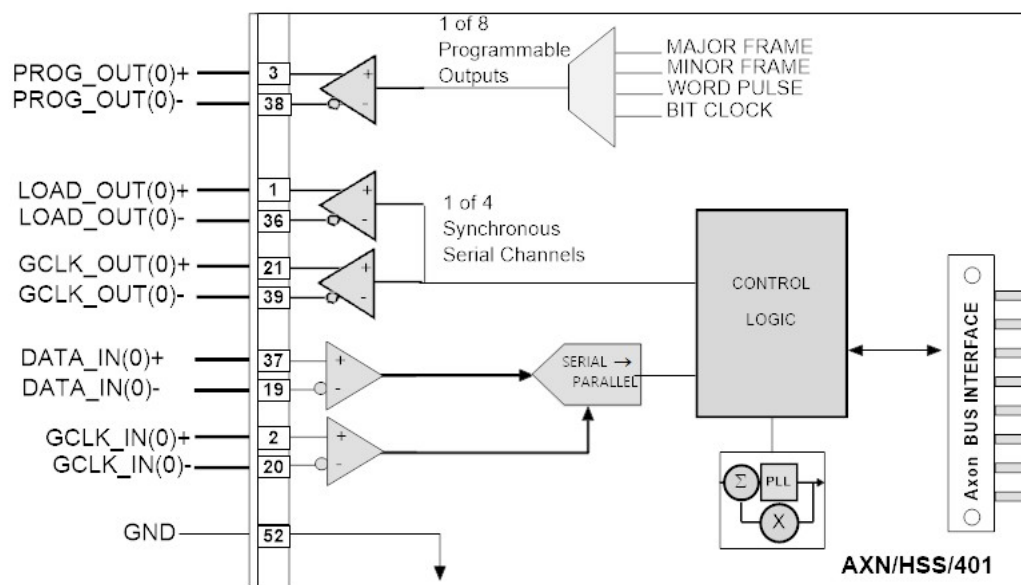 1 of 8
Programmable
Outputs
MAJOR FRAME
MINOR FRAME
WORD PULSE
BIT CLOCK
PROG_OUT(0)+ 3 +
PROG_OUT(0)- 38 -
LOAD_OUT(0)+ 1 +
LOAD_OUT(0)- 36 -
1 of 4
Synchronous
Serial Channels
GCLK_OUT(0)+ 21 +
GCLK_OUT(0)- 39 -
CONTROL
LOGIC
DATA_IN(0)+ 37 +
DATA_IN(0)- 19 -
SERIAL →
PARALLEL
GCLK_IN(0)+ 2 +
GCLK_IN(0)- 20 -
Σ PLL
X
GND 52
Axon BUS INTERFACE
AXN/HSS/401